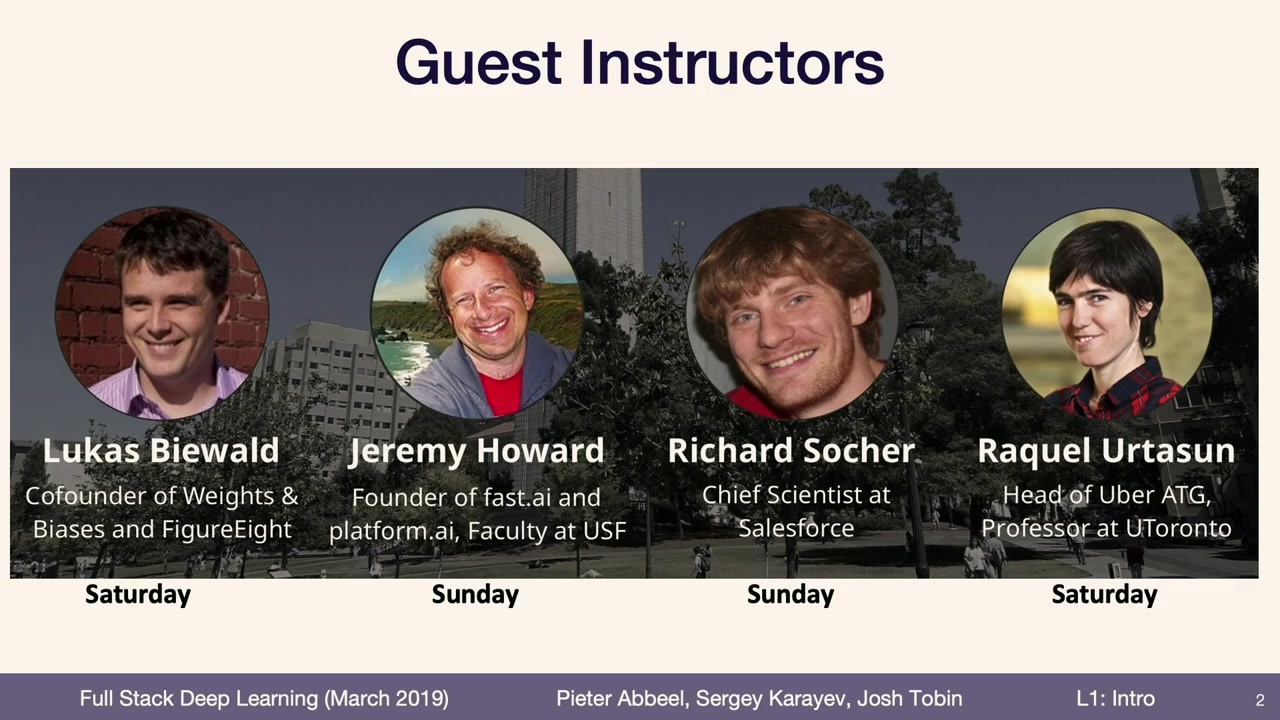 Guest Instructors
Lukas Biewald
Cofounder of Weights &
Biases and FigureEight
Saturday
Jeremy Howard
Founder of fast.ai and
platform.ai, Faculty at USF
Sunday
Richard Socher
Chief Scientist at
Salesforce
Sunday
Raquel Urtasun
Head of Uber ATG,
Professor at UToronto
Saturday
Full Stack Deep Learning (March 2019)
Pieter Abbeel, Sergey Karayev, Josh Tobin
L1: Intro
2